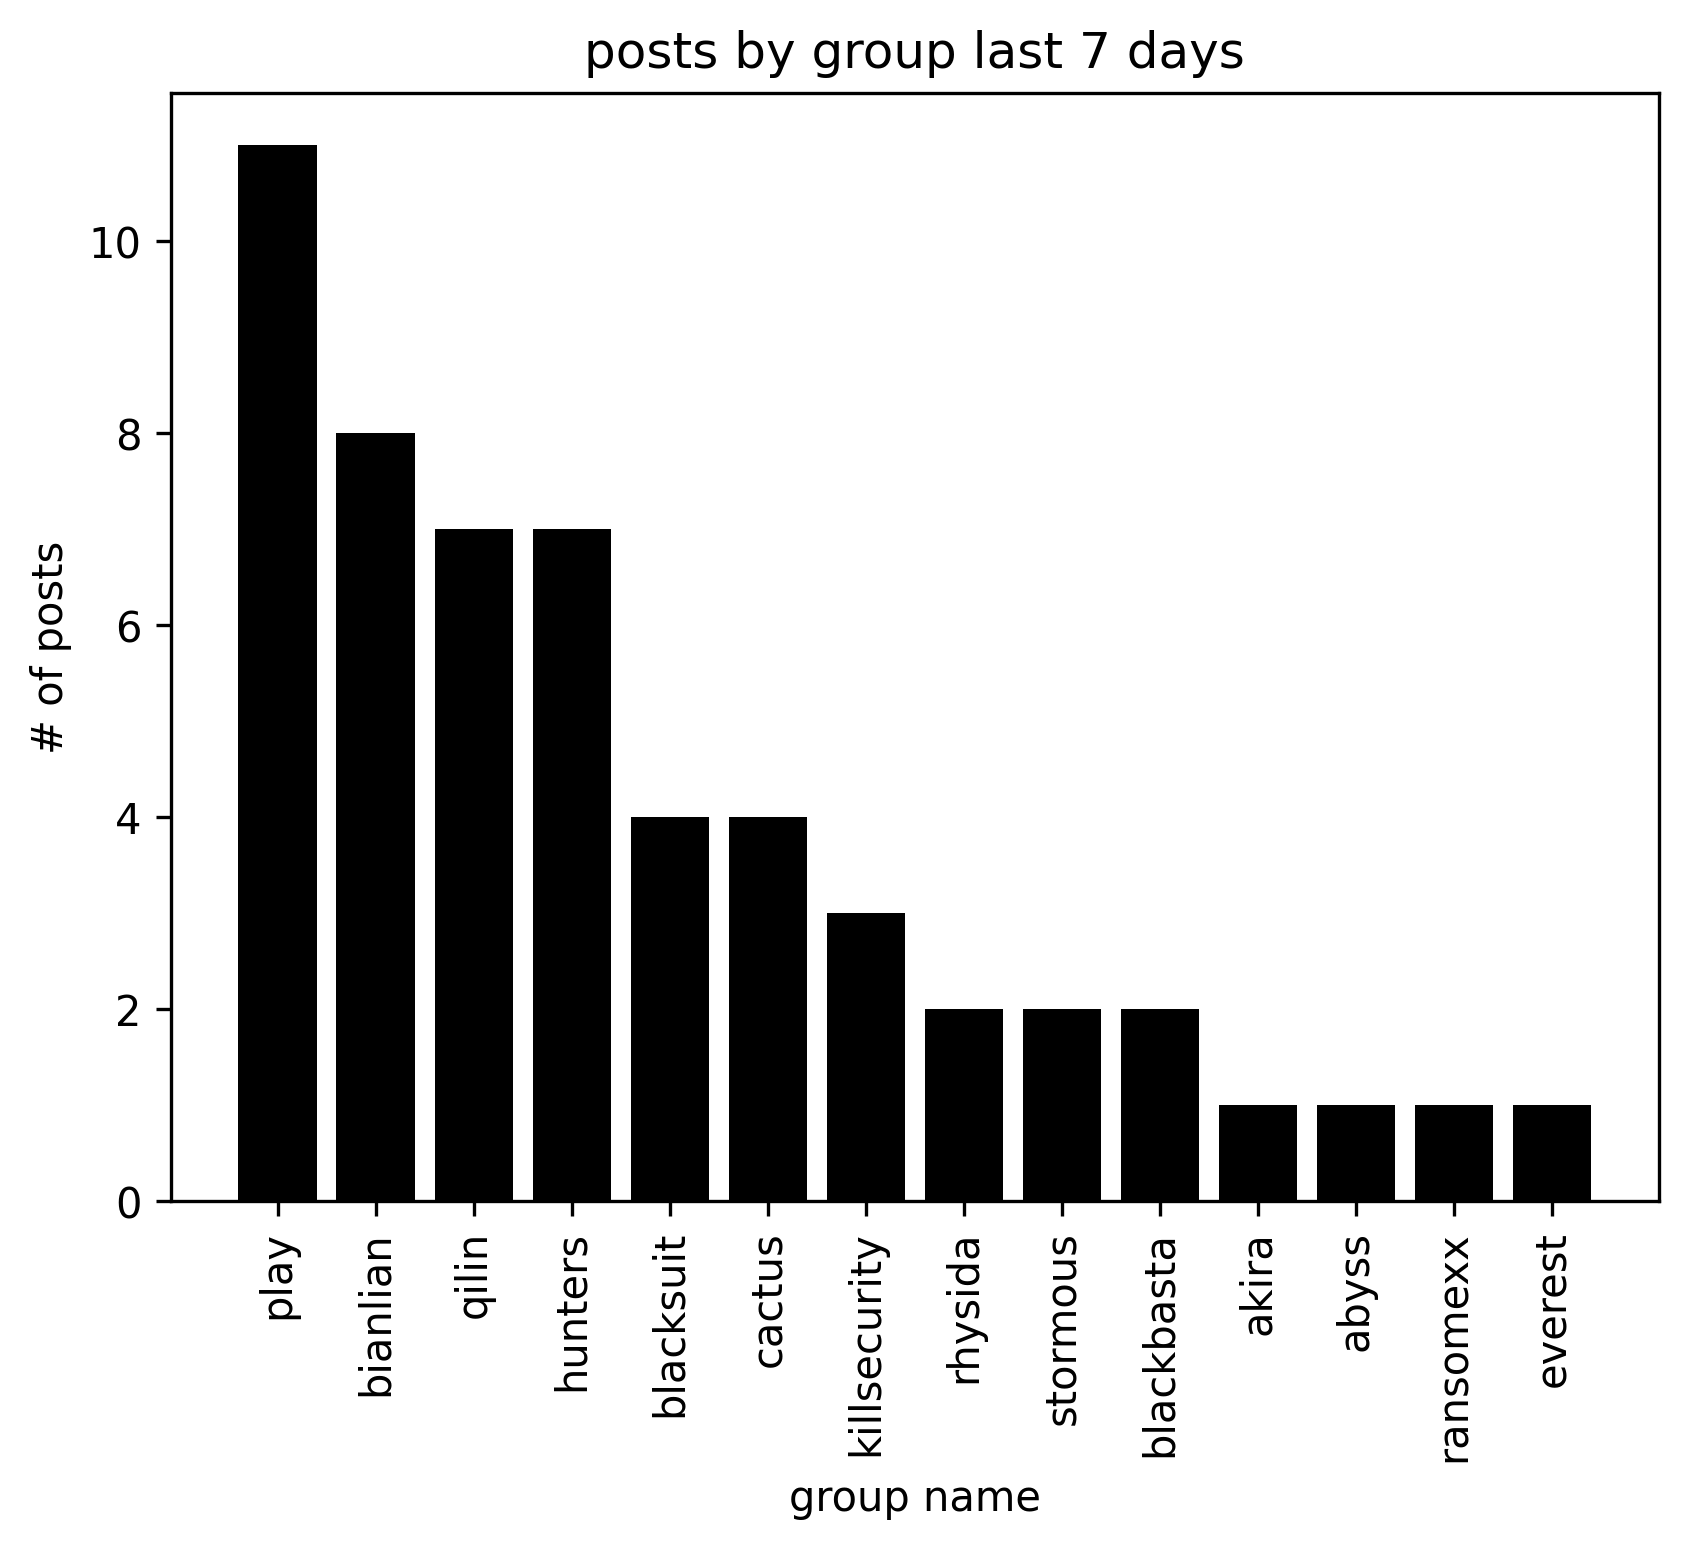 posts by group last 7 days
# of posts
10
8
6
4
2
0
play
bianlian
qilin
hunters
blacksuit
cactus
killsecurity
rhysida
stormous
blackbasta
akira
abyss
ransomexx
everest
group name